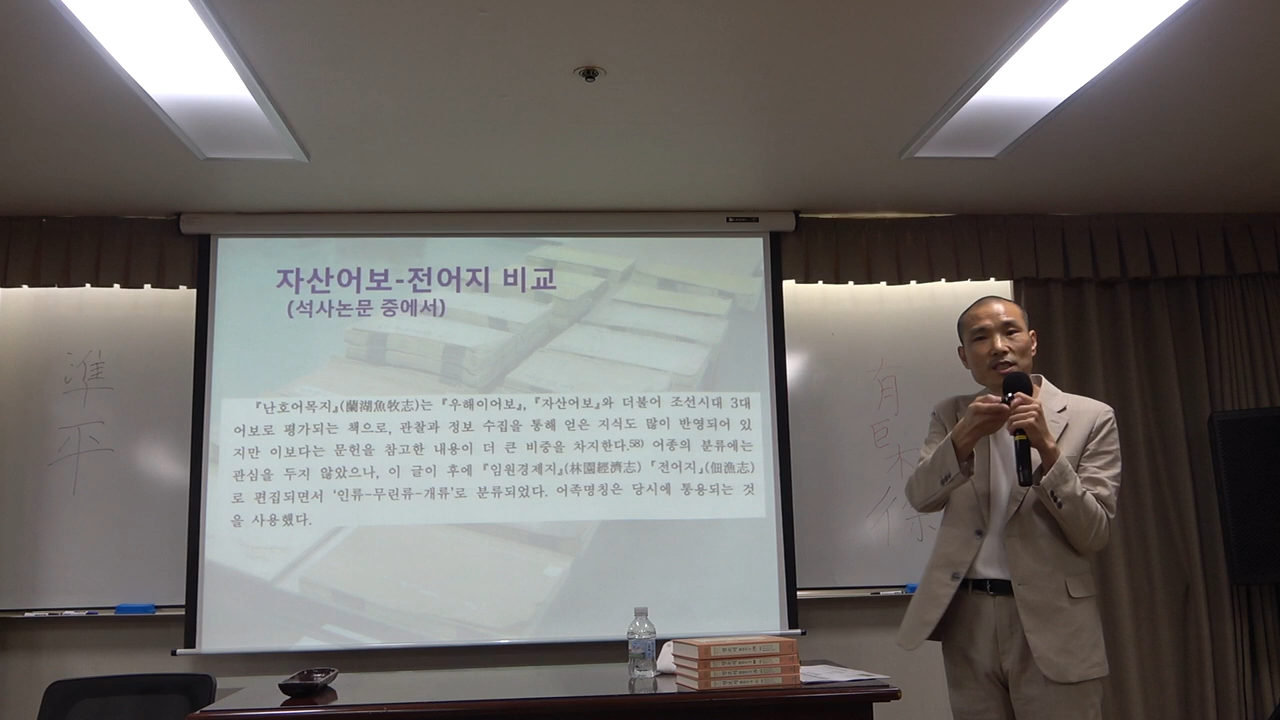 자산어보-전어지 비교
(석사논문 중에서)
『난호어목지』(蘭湖魚牧志)는 『우해이어보』, 『자산어보』와 더불어 조선시대 3대
어보로 평가되는 책으로, 관찰과 정보 수집을 통해 얻은 지식도 많이 반영되어 있
지만 이보다는 문헌을 참고한 내용이 더 큰 비중을 차지한다.58) 어종의 분류에는
관심을 두지 않았으나, 이 글이 후에 『임원경제지』(林園經濟志) 「전어지」(佃漁志)
로 편집되면서 '인류-무린류-개류'로 분류되었다. 어족명칭은 당시에 통용되는 것
을 사용했다.
準
平
有